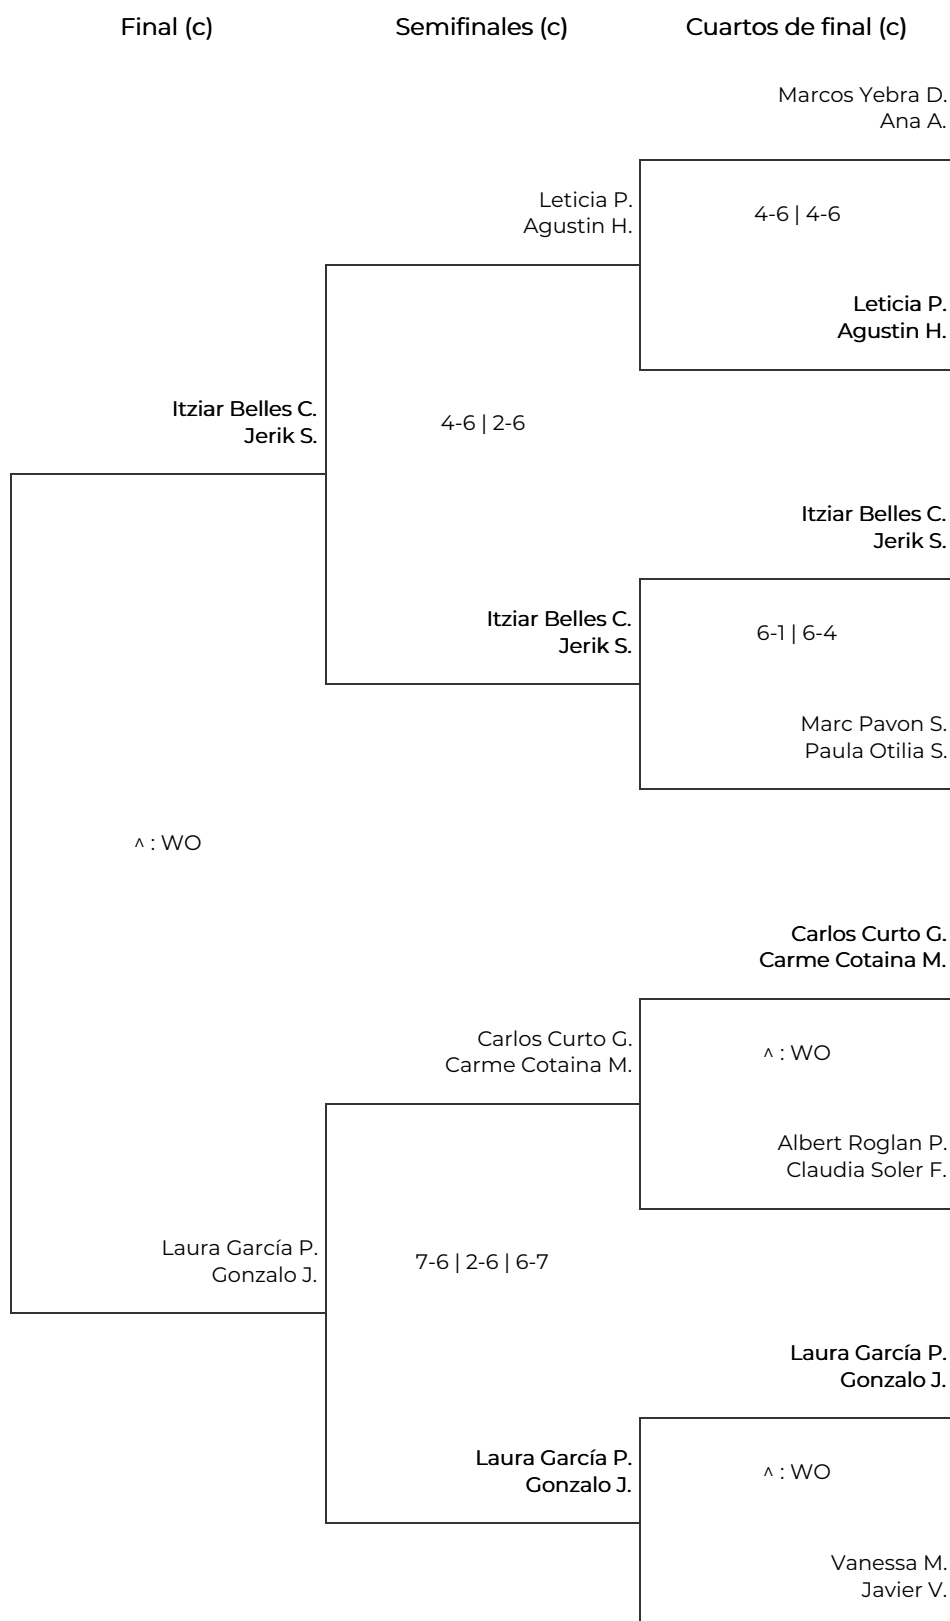 Final (c)
Semifinales (c)
Cuartos de final (c)
Marcos Yebra D.
Ana A.
Leticia P.
Agustin H.
4-6 | 4-6
Leticia P.
Agustin H.
Itziar Belles C.
Jerik S.
4-6 | 2-6
Itziar Belles C.
Jerik S.
Itziar Belles C.
Jerik S.
6-1 | 6-4
Marc Pavon S.
Paula Otilia S.
^ : WO
Carlos Curto G.
Carme Cotaina M.
Carlos Curto G.
Carme Cotaina M.
^ : WO
Albert Roglan P.
Claudia Soler F.
Laura García P.
Gonzalo J.
7-6 | 2-6 | 6-7
Laura García P.
Gonzalo J.
Laura García P.
Gonzalo J.
^ : WO
Vanessa M.
Javier V.